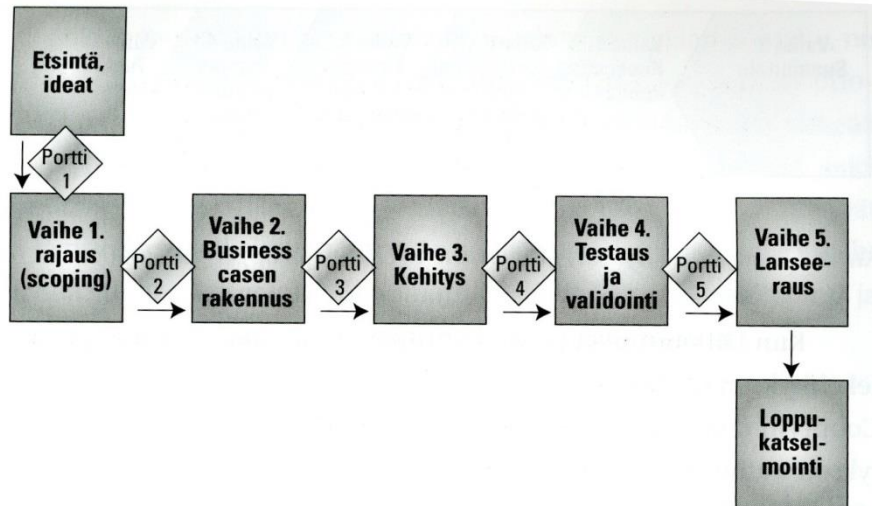 Etsintä,
ideat
Portti
1
Vaihe 1.
rajaus
(scoping)
Portti
2
Vaihe 2.
Business
casen
rakennus
Portti
3
Vaihe 3.
Kehitys
Portti
4
Vaihe 4.
Testaus
ja
validointi
Portti
5
Vaihe 5.
Lansee-
raus
Loppu-
katsel-
mointi